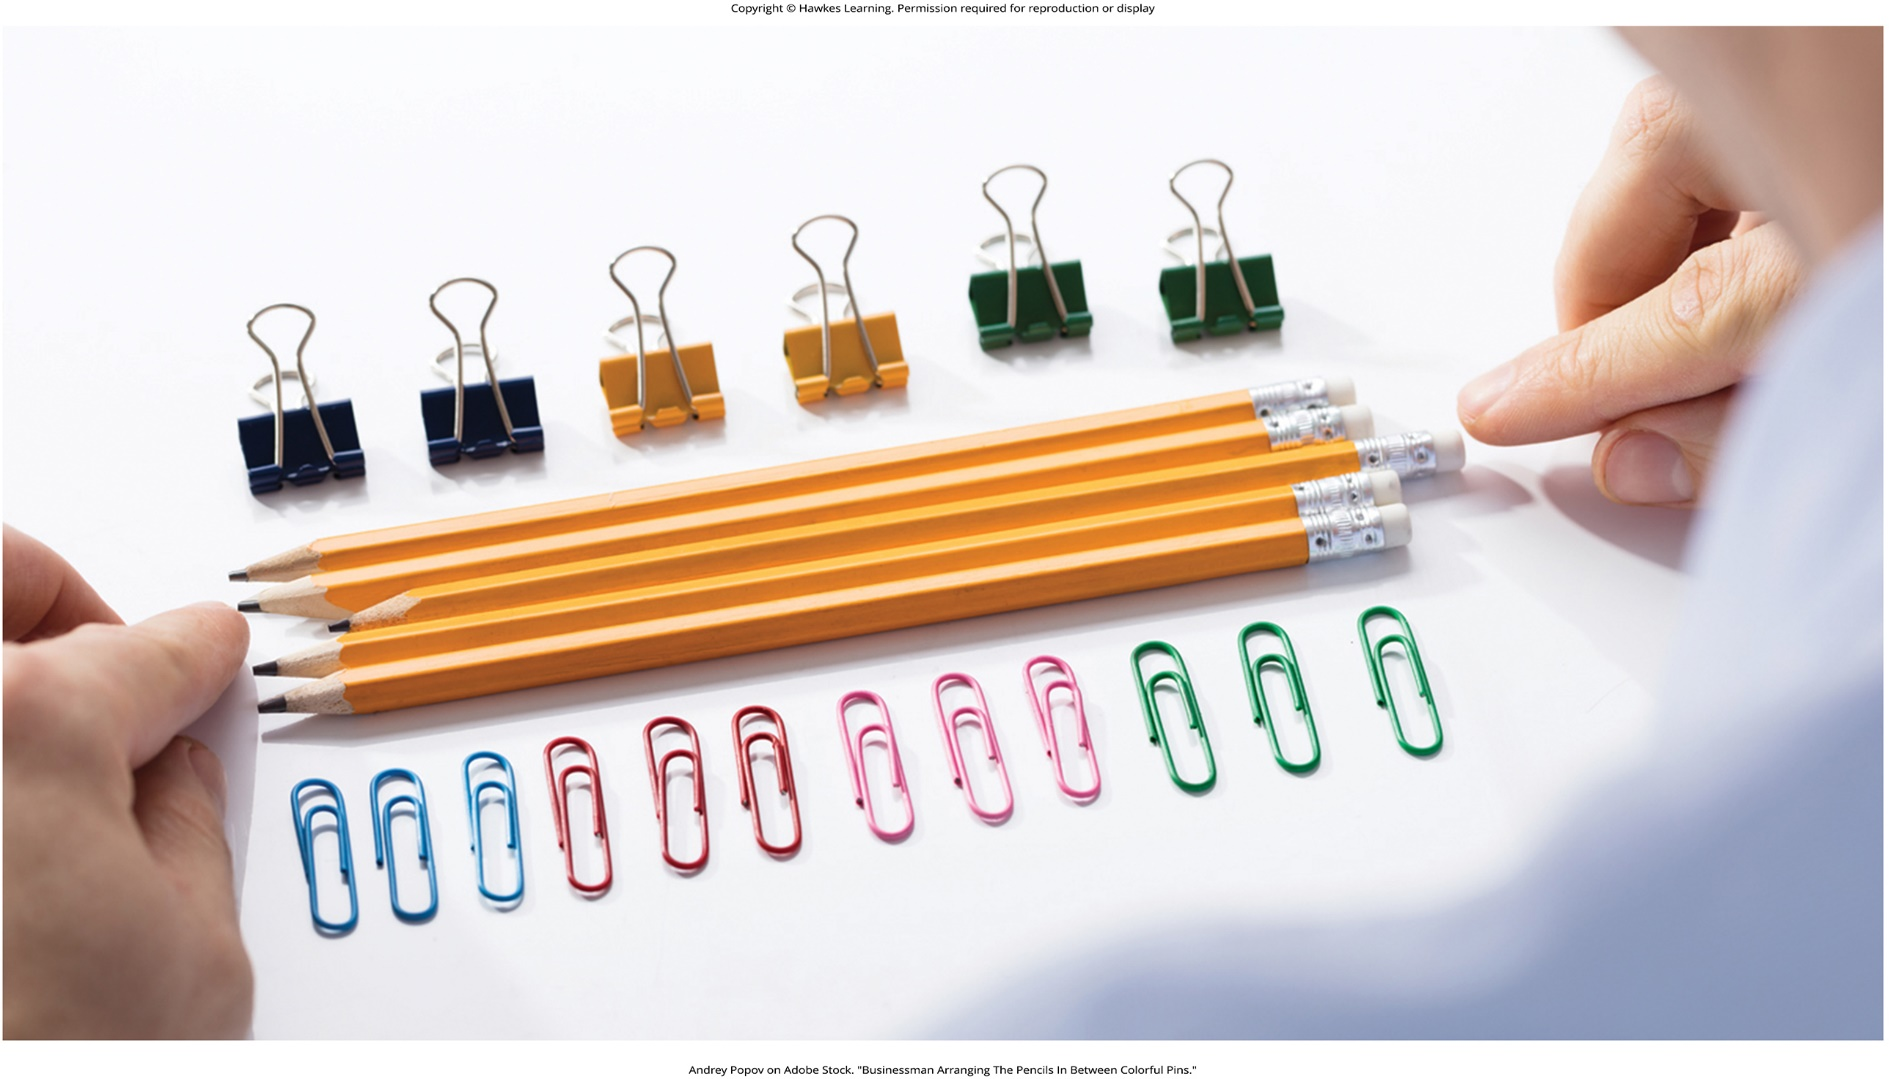 Copyright © Hawkes Learning. Permission required for reproduction or display
Andrey Popov on Adobe Stock. "Businessman Arranging The Pencils In Between Colorful Pins."